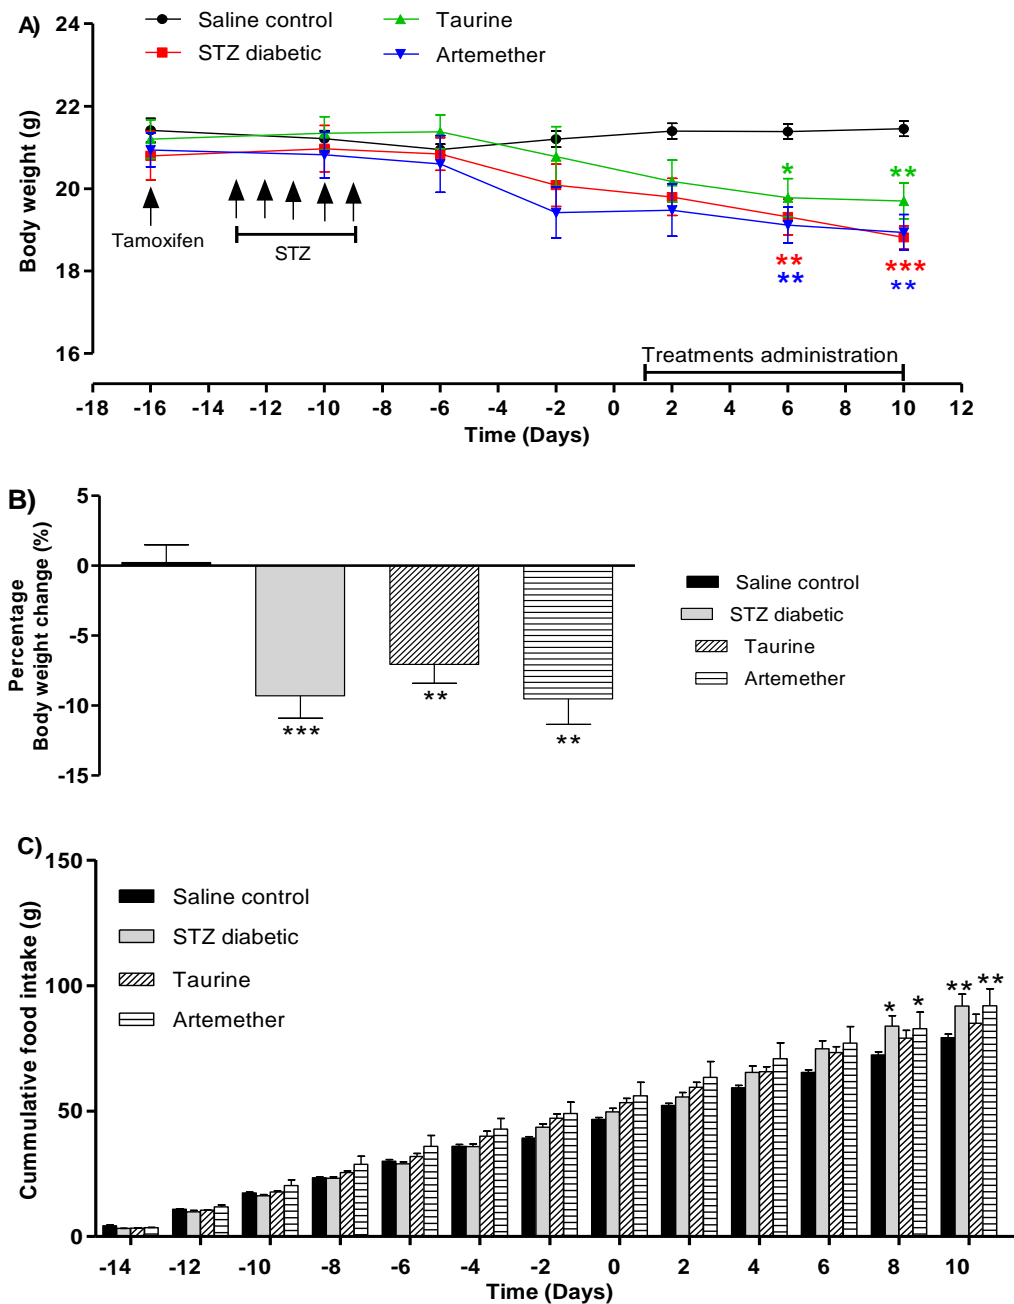 A)
Saline control
STZ diabetic
Taurine
Artemether
Body weight (g)
24
22
20
18
16
Tamoxifen
STZ
*
**
**
**
***
**
Treatments administration
-18 -16 -14 -12 -10 -8 -6 -4 -2 0 2 4 6 8 10 12
Time (Days)
B)
Percentage
Body weight change (%)
5
0
-5
-10
-15
***
**
**
Saline control
STZ diabetic
Taurine
Artemether
C)
Cummulative food intake (g)
150
100
50
0
Saline control
STZ diabetic
Taurine
Artemether
* * ** **
-14 -12 -10 -8 -6 -4 -2 0 2 4 6 8 10
Time (Days)